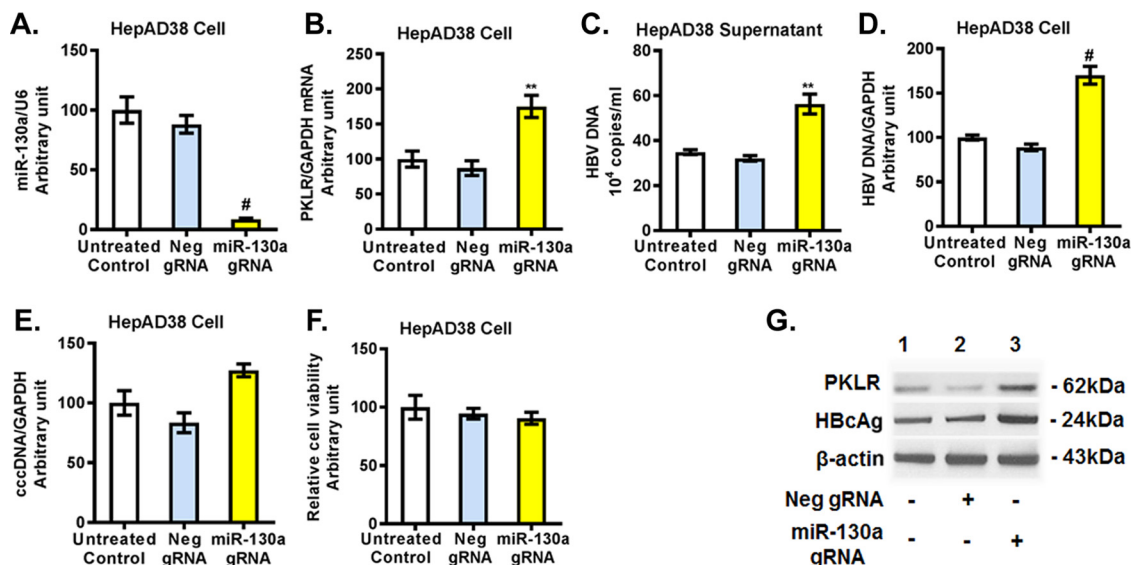 A.
HepAD38 Cell
miR-130a/U6
Arbitrary unit
150
100
50
0
#
Untreated Control
Neg gRNA
miR-130a gRNA
B.
HepAD38 Cell
PKLR/GAPDH mRNA
Arbitrary unit
250
200
150
100
50
0
**
Untreated Control
Neg gRNA
miR-130a gRNA
C.
HepAD38 Supernatant
HBV DNA
10⁴ copies/ml
80
60
40
20
0
**
Untreated Control
Neg gRNA
miR-130a gRNA
D.
HepAD38 Cell
HBV DNA/GAPDH
Arbitrary unit
200
150
100
50
0
#
Untreated Control
Neg gRNA
miR-130a gRNA
E.
HepAD38 Cell
cccDNA/GAPDH
Arbitrary unit
150
100
50
0
Untreated Control
Neg gRNA
miR-130a gRNA
F.
HepAD38 Cell
Relative cell viability
Arbitrary unit
150
100
50
0
Untreated Control
Neg gRNA
miR-130a gRNA
G.
1 2 3
PKLR - 62kDa
HBcAg - 24kDa
β-actin - 43kDa
Neg gRNA - + -
miR-130a gRNA - - +